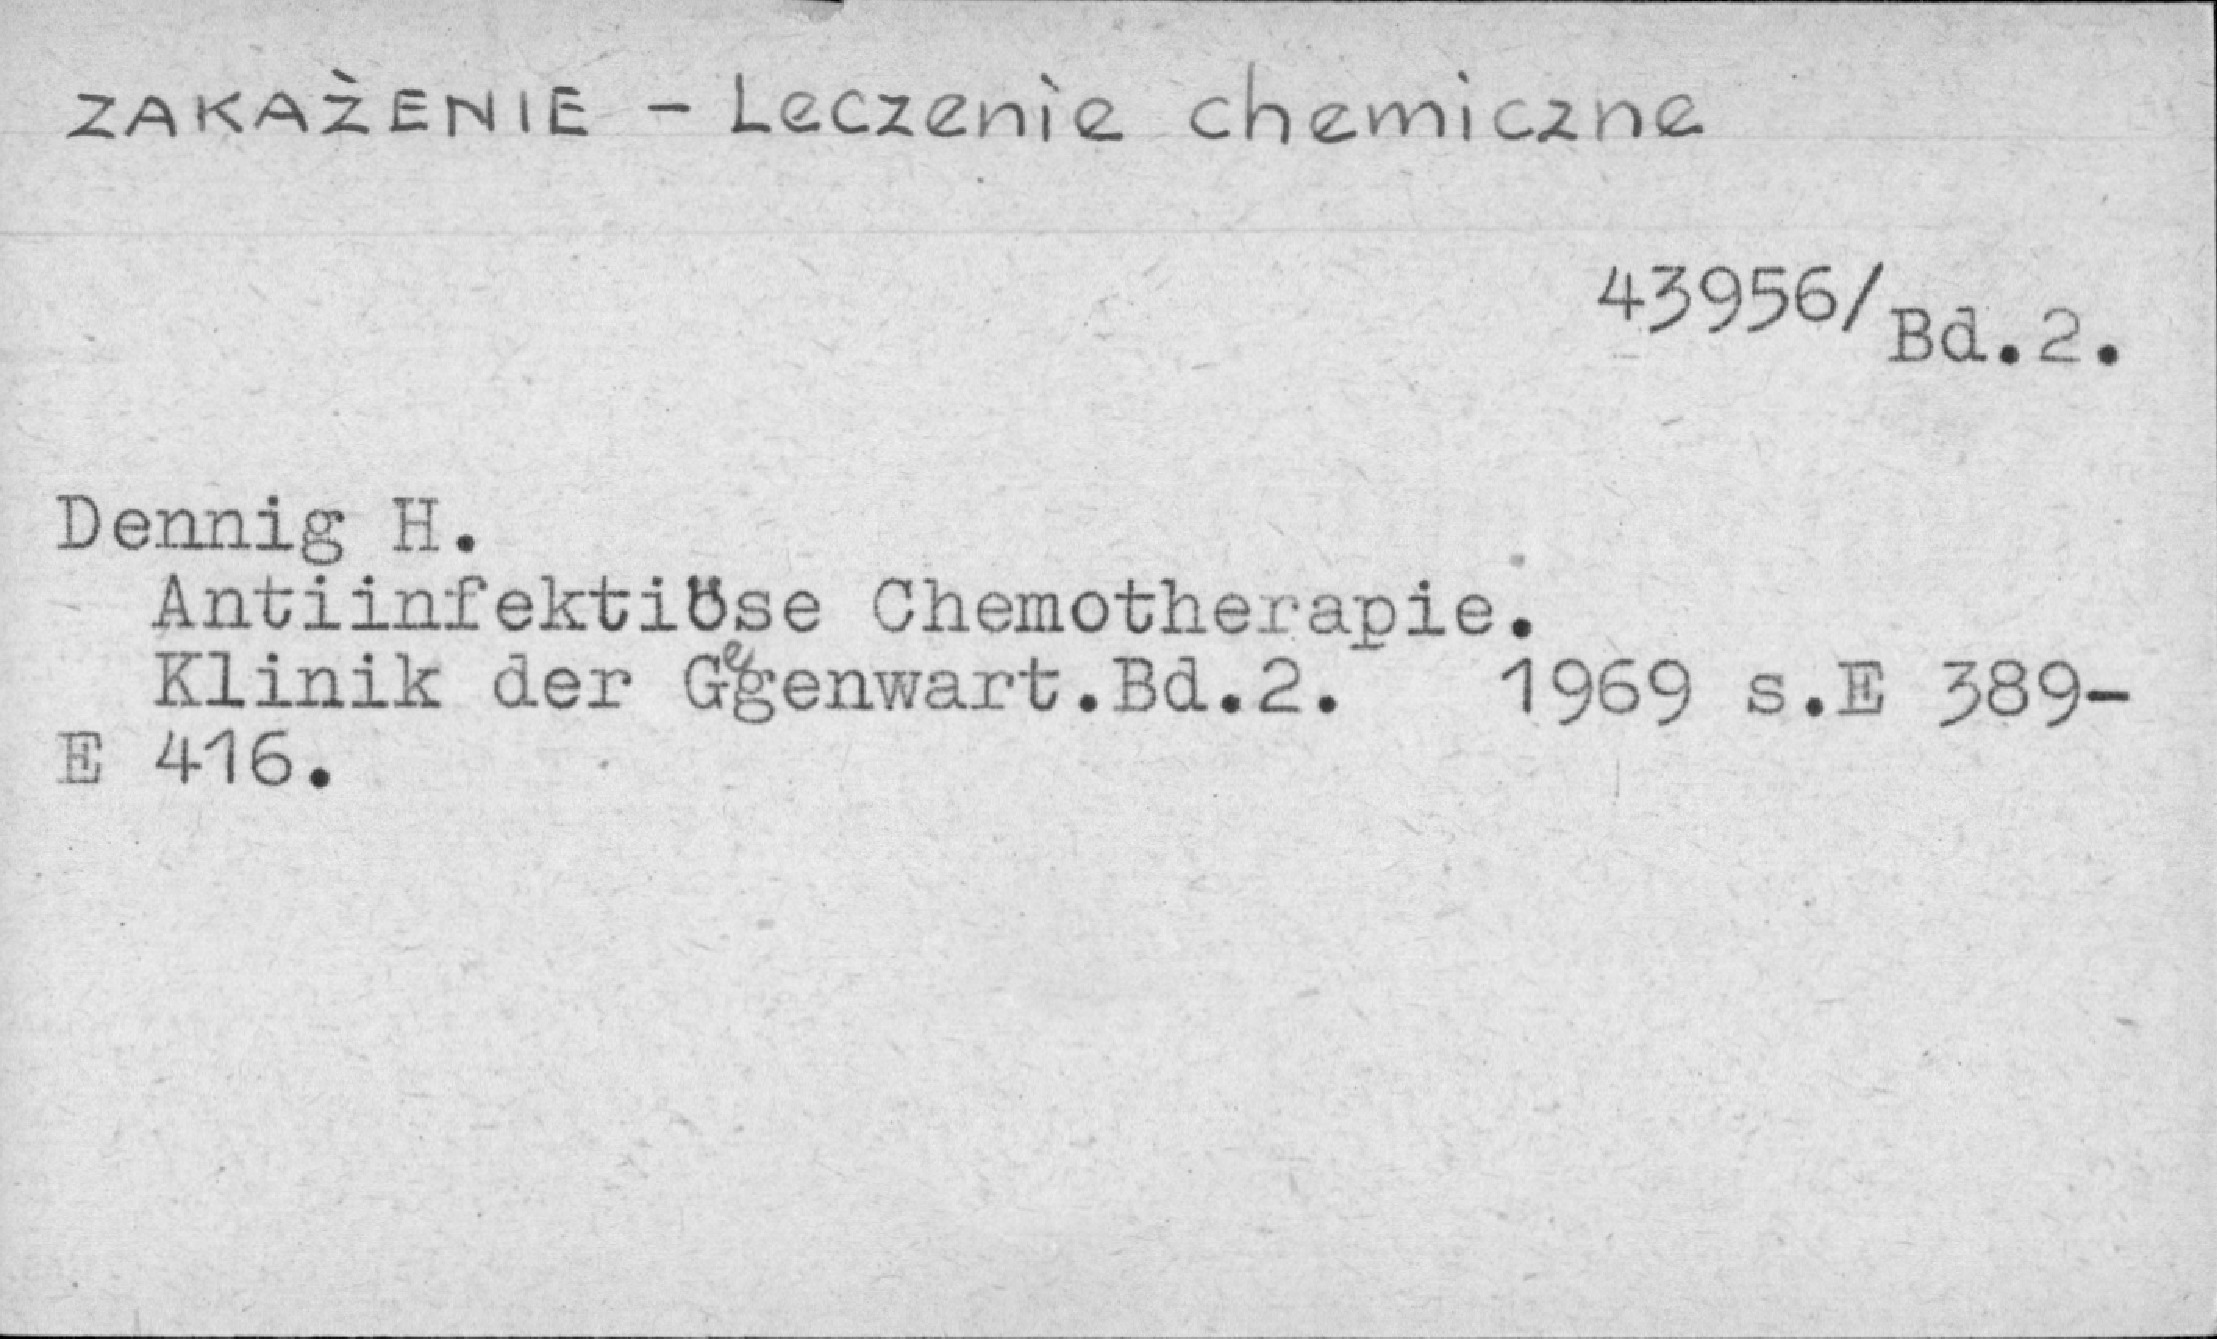 ZAKAŻENIE - Leczenie chemiczne
43956/Bd.2.
Dennig H.
Antiinfektiöse Chemotherapie.
Klinik der Gegenwart.Bd.2. 1969 s.E 389-
E 416.